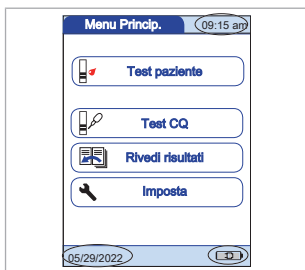 Menu Princip. 09:15 am
Test paziente
Test CQ
Rivedi risultati
Imposta
05/29/2022